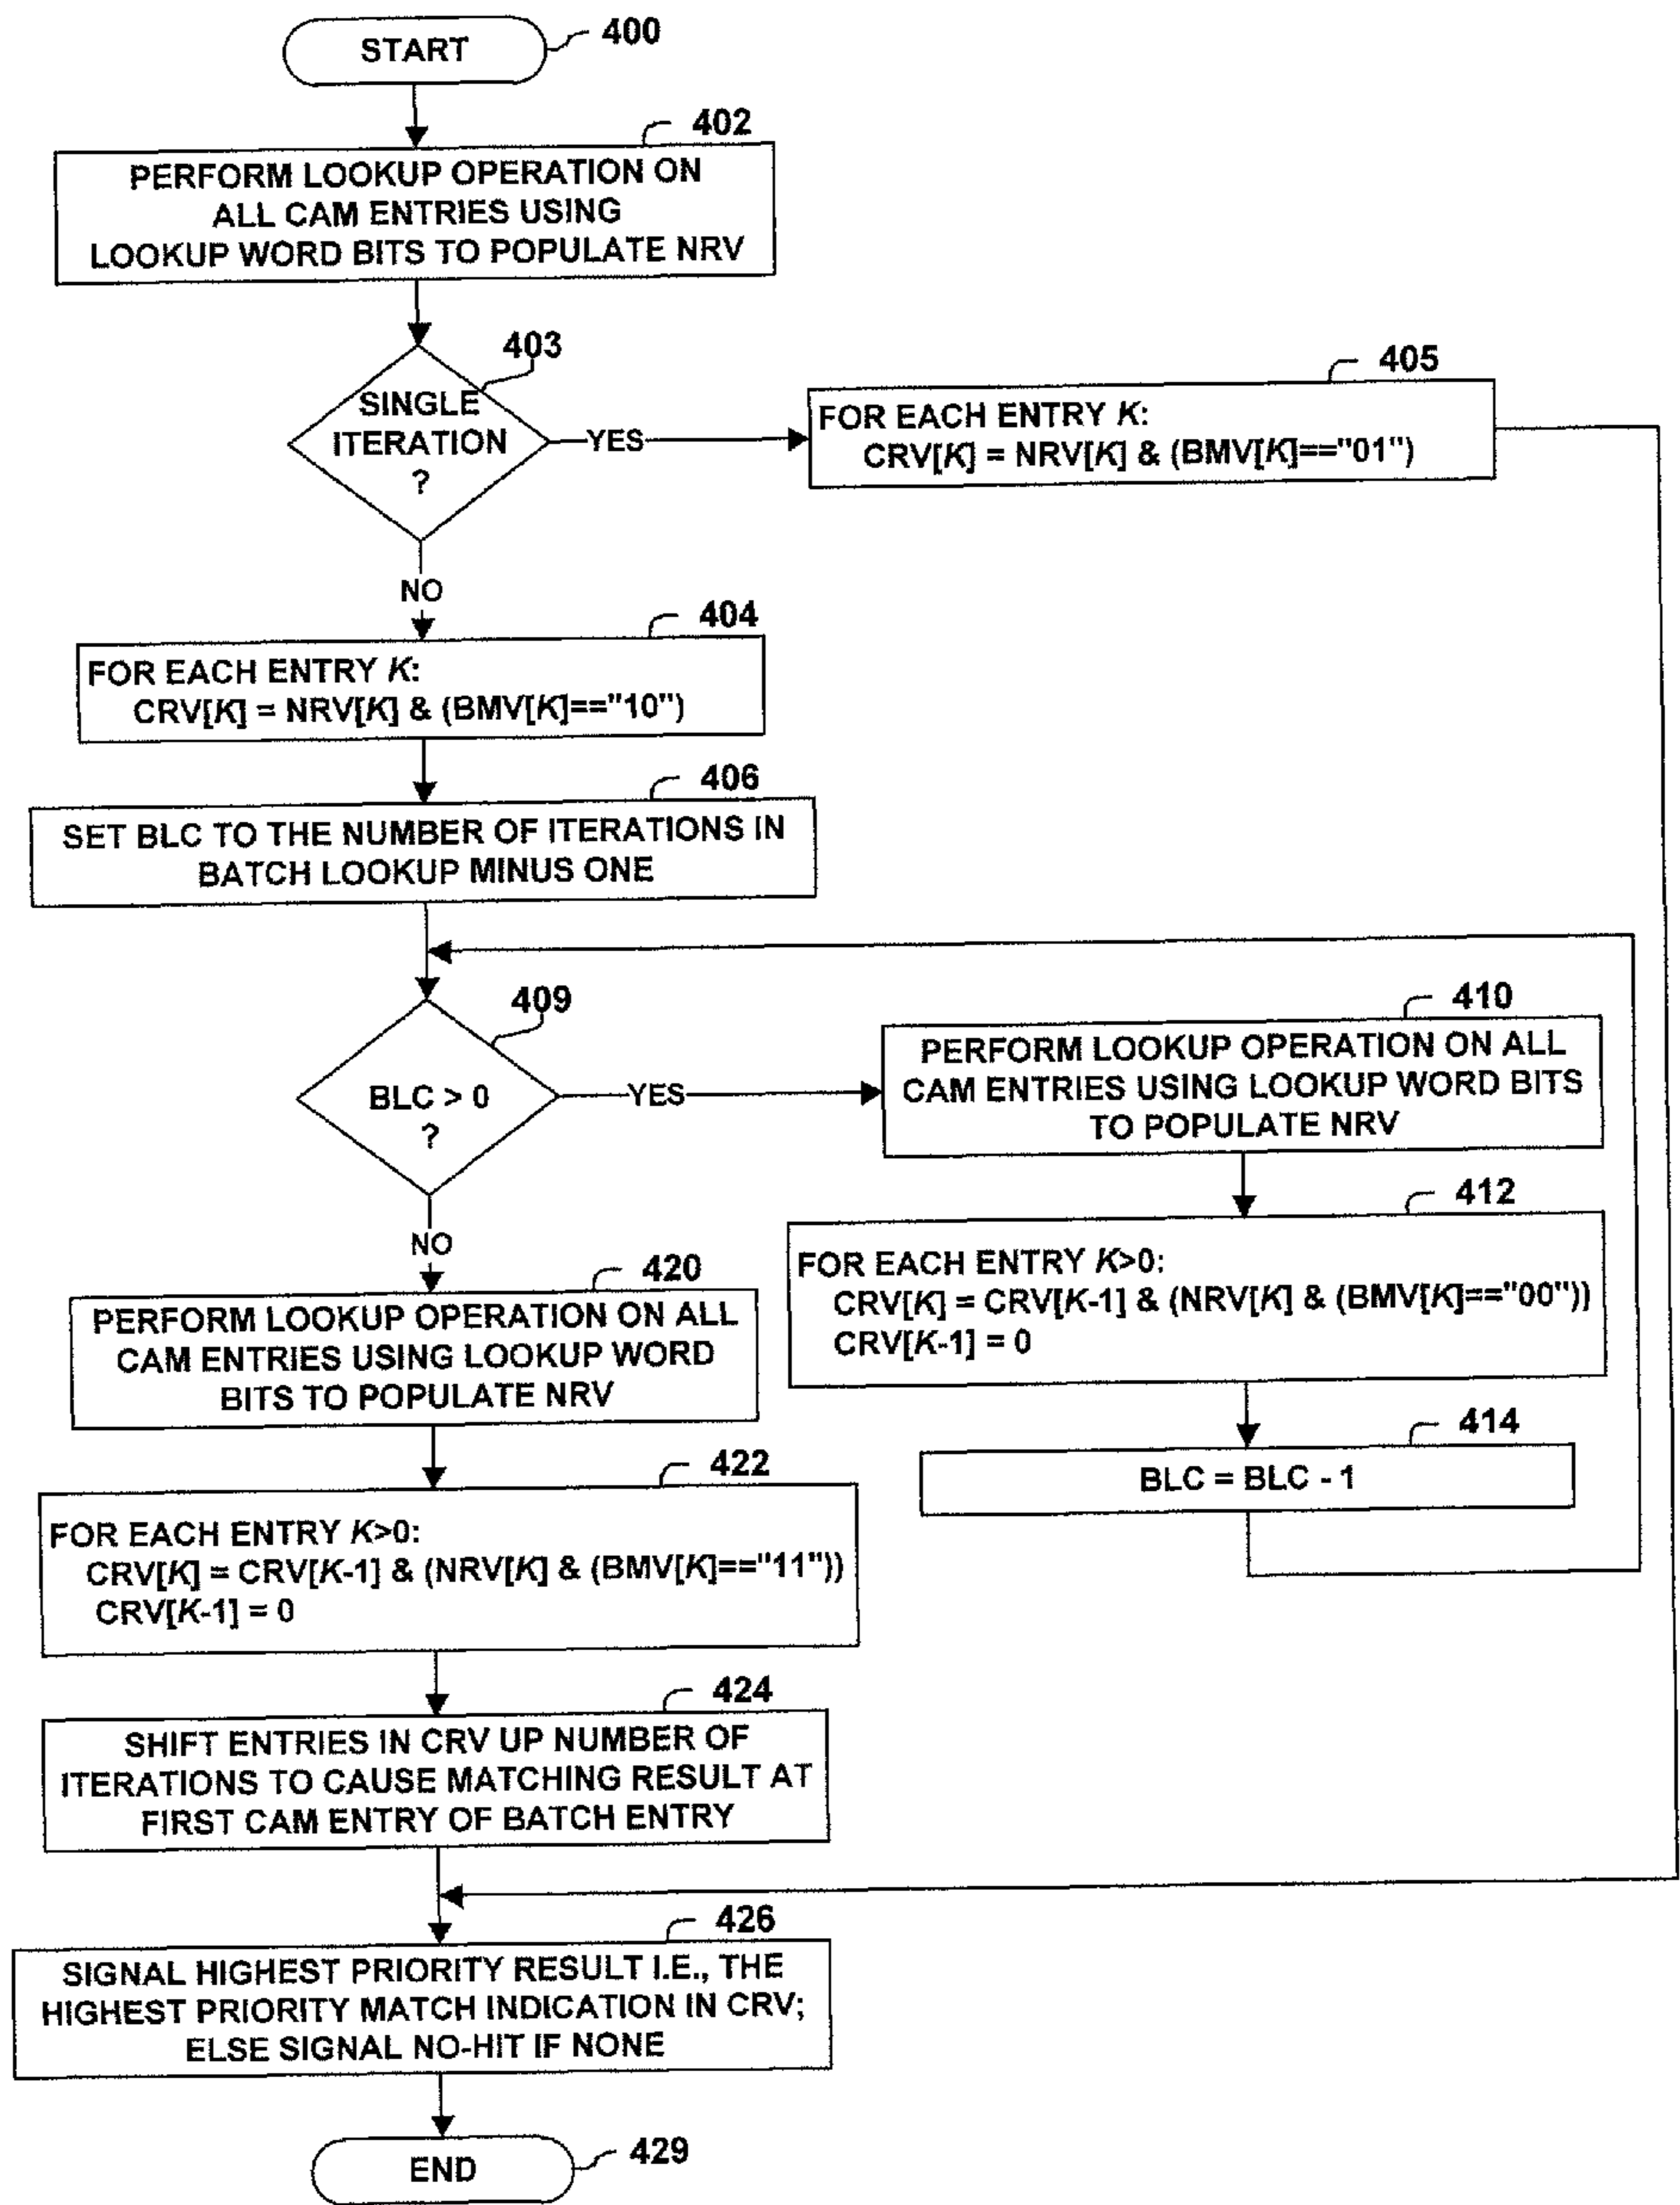 START
400
402
PERFORM LOOKUP OPERATION ON
ALL CAM ENTRIES USING
LOOKUP WORD BITS TO POPULATE NRV
403
SINGLE
ITERATION
?
YES
405
FOR EACH ENTRY K:
CRV[K] = NRV[K] & (BMV[K]=="01")
NO
404
FOR EACH ENTRY K:
CRV[K] = NRV[K] & (BMV[K]=="10")
406
SET BLC TO THE NUMBER OF ITERATIONS IN
BATCH LOOKUP MINUS ONE
409
BLC > 0
?
YES
410
PERFORM LOOKUP OPERATION ON ALL
CAM ENTRIES USING LOOKUP WORD BITS
TO POPULATE NRV
412
FOR EACH ENTRY K>0:
CRV[K] = CRV[K-1] & (NRV[K] & (BMV[K]=="00"))
CRV[K-1] = 0
414
BLC = BLC - 1
NO
420
PERFORM LOOKUP OPERATION ON ALL
CAM ENTRIES USING LOOKUP WORD
BITS TO POPULATE NRV
422
FOR EACH ENTRY K>0:
CRV[K] = CRV[K-1] & (NRV[K] & (BMV[K]=="11"))
CRV[K-1] = 0
424
SHIFT ENTRIES IN CRV UP NUMBER OF
ITERATIONS TO CAUSE MATCHING RESULT AT
FIRST CAM ENTRY OF BATCH ENTRY
426
SIGNAL HIGHEST PRIORITY RESULT I.E., THE
HIGHEST PRIORITY MATCH INDICATION IN CRV;
ELSE SIGNAL NO-HIT IF NONE
END
429